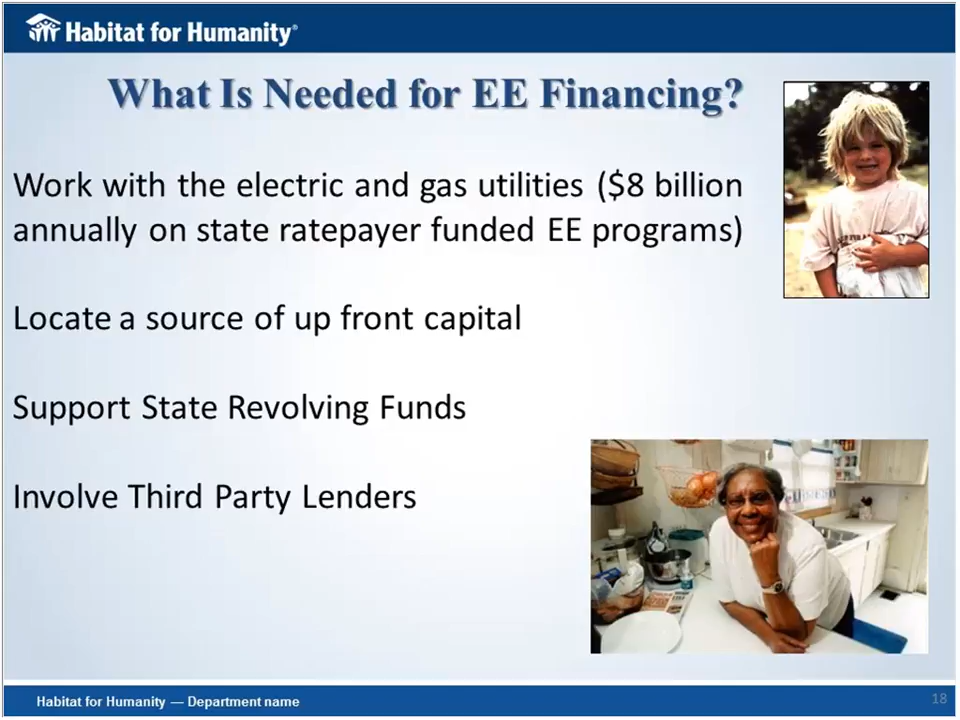 Habitat for Humanity®
What Is Needed for EE Financing?
Work with the electric and gas utilities ($8 billion
annually on state ratepayer funded EE programs)
Locate a source of up front capital
Support State Revolving Funds
Involve Third Party Lenders
Habitat for Humanity — Department name
18